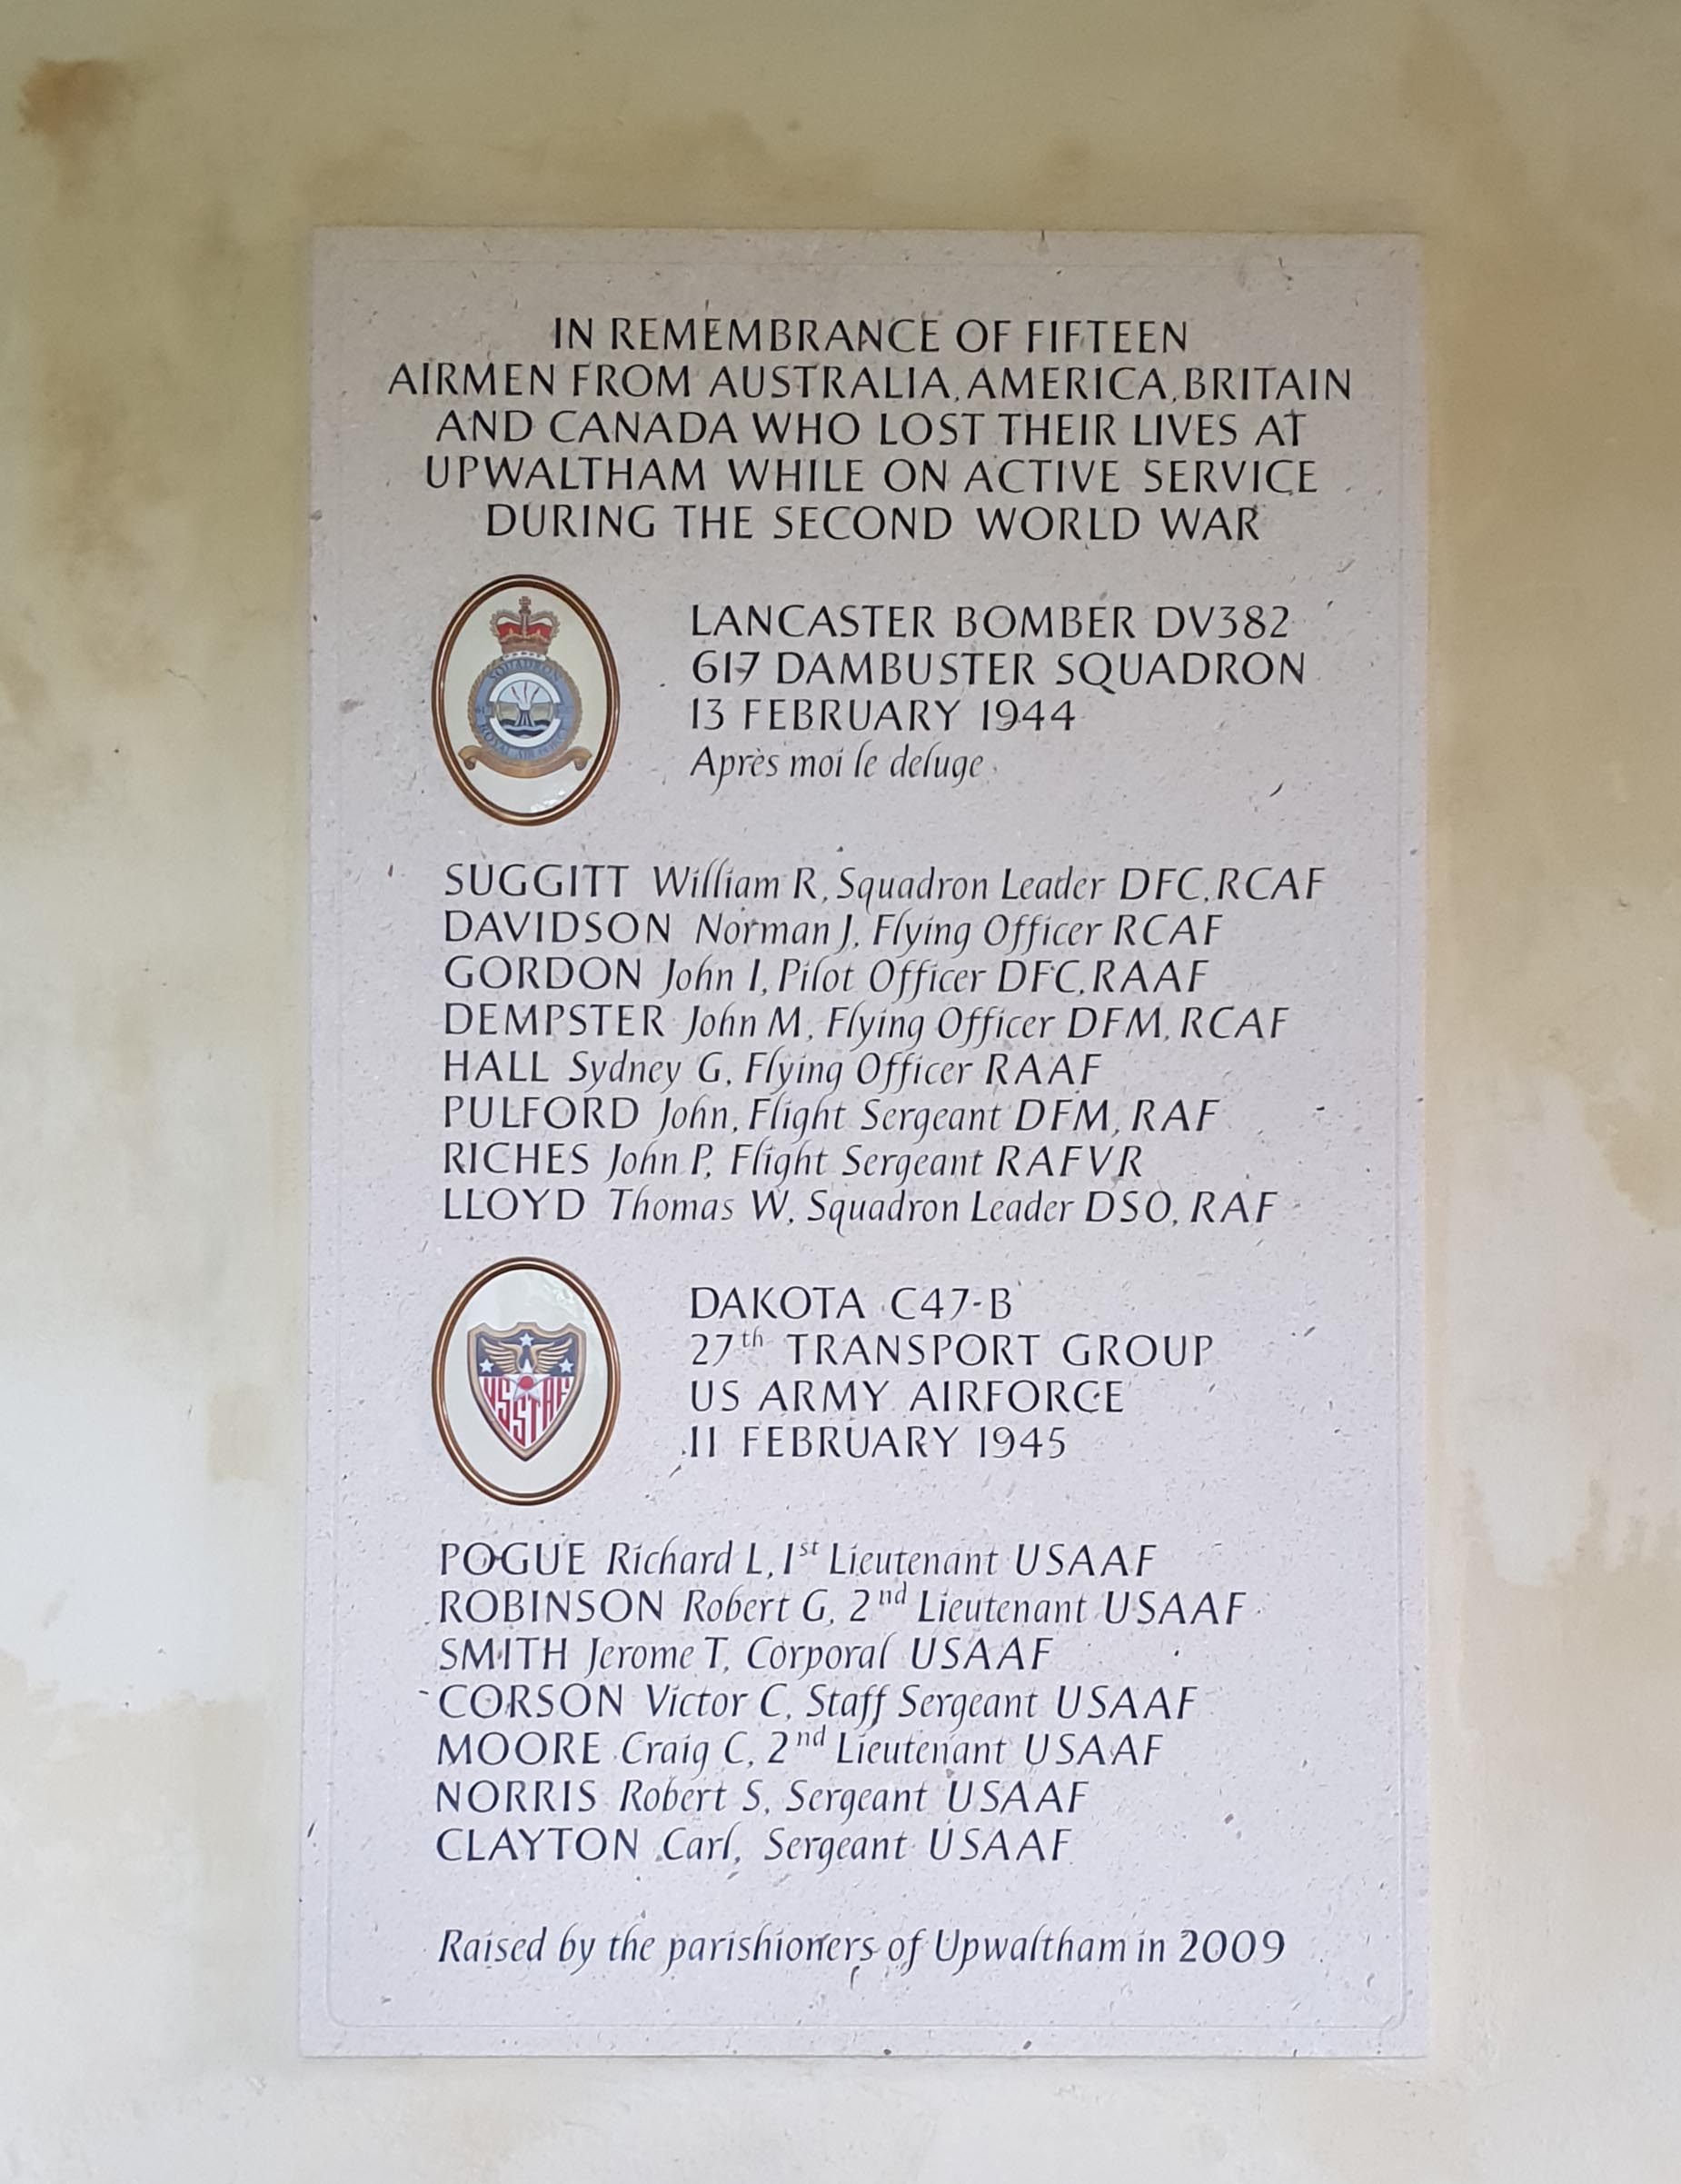 IN REMEMBRANCE OF FIFTEEN
AIRMEN FROM AUSTRALIA, AMERICA, BRITAIN
AND CANADA WHO LOST THEIR LIVES AT
UPWALTHAM WHILE ON ACTIVE SERVICE
DURING THE SECOND WORLD WAR
LANCASTER BOMBER DV382
617 DAMBUSTER SQUADRON
13 FEBRUARY 1944
Après moi le deluge
SQUADRON
ROYAL AIR FORCE
SUGGITT William R, Squadron Leader DFC, RCAF
DAVIDSON Norman J, Flying Officer RCAF
GORDON John I, Pilot Officer DFC, RAAF
DEMPSTER John M, Flying Officer DFM, RCAF
HALL Sydney G, Flying Officer RAAF
PULFORD John, Flight Sergeant DFM, RAF
RICHES John P, Flight Sergeant RAFVR
LLOYD Thomas W, Squadron Leader DSO, RAF
DAKOTA C47-B
27th TRANSPORT GROUP
US ARMY AIRFORCE
11 FEBRUARY 1945
USSTAF
POGUE Richard L, 1st Lieutenant USAAF
ROBINSON Robert G, 2nd Lieutenant USAAF
SMITH Jerome T, Corporal USAAF
CORSON Victor C, Staff Sergeant USAAF
MOORE Craig C, 2nd Lieutenant USAAF
NORRIS Robert S, Sergeant USAAF
CLAYTON Carl, Sergeant USAAF
Raised by the parishioners of Upwaltham in 2009